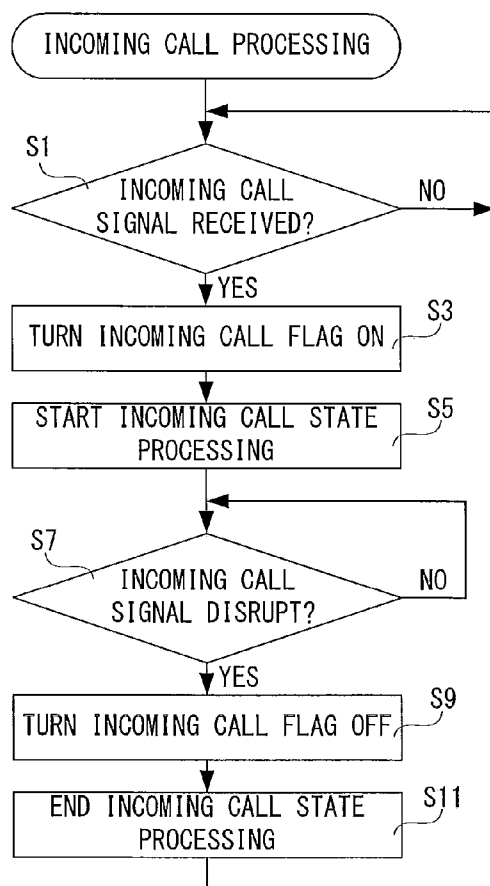 INCOMING CALL PROCESSING
S1
INCOMING CALL
SIGNAL RECEIVED?
NO
YES
S3
TURN INCOMING CALL FLAG ON
S5
START INCOMING CALL STATE
PROCESSING
S7
INCOMING CALL
SIGNAL DISRUPT?
NO
YES
S9
TURN INCOMING CALL FLAG OFF
S11
END INCOMING CALL STATE
PROCESSING